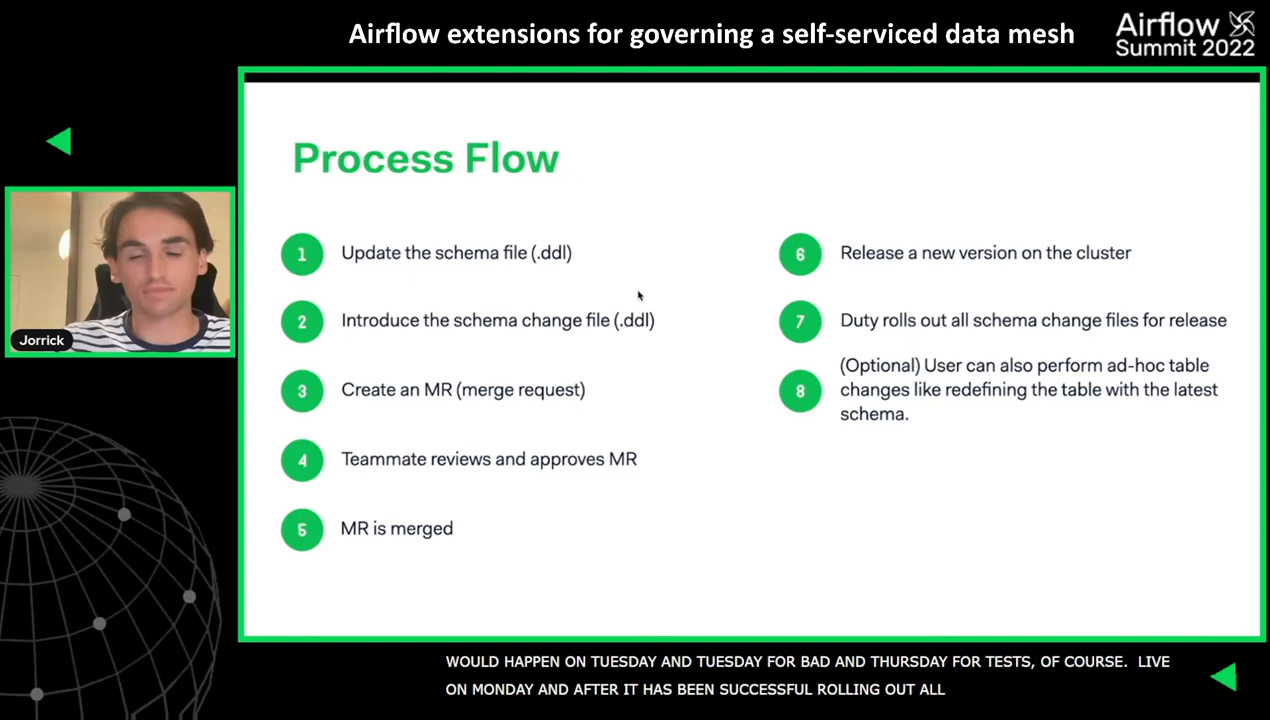 Airflow extensions for governing a self-serviced data mesh
Airflow
Summit 2022
Process Flow
1 Update the schema file (.ddl)
2 Introduce the schema change file (.ddl)
3 Create an MR (merge request)
4 Teammate reviews and approves MR
5 MR is merged
6 Release a new version on the cluster
7 Duty rolls out all schema change files for release
8 (Optional) User can also perform ad-hoc table
changes like redefining the table with the latest
schema.
Jorrick
WOULD HAPPEN ON TUESDAY AND TUESDAY FOR BAD AND THURSDAY FOR TESTS, OF COURSE.  LIVE
ON MONDAY AND AFTER IT HAS BEEN SUCCESSFUL ROLLING OUT ALL